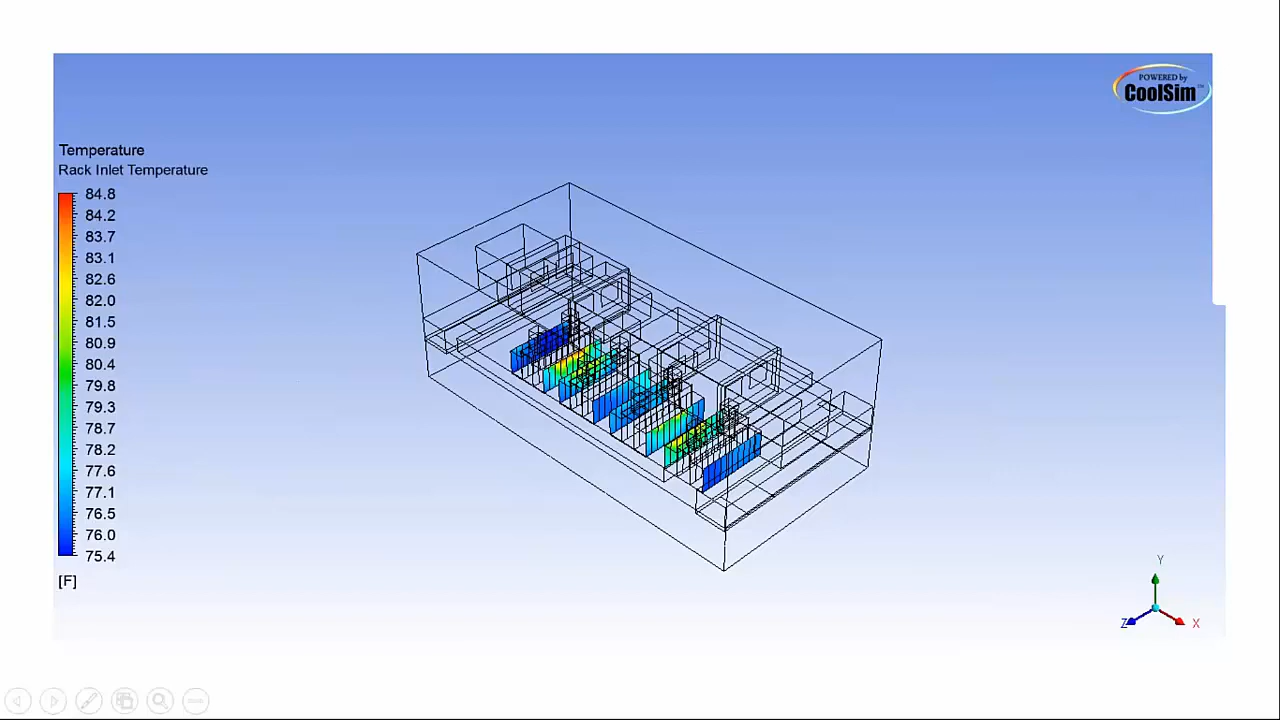 POWERED by
CoolSim™
Temperature
Rack Inlet Temperature
84.8
84.2
83.7
83.1
82.6
82.0
81.5
80.9
80.4
79.8
79.3
78.7
78.2
77.6
77.1
76.5
76.0
75.4
[F]
Y
Z
X